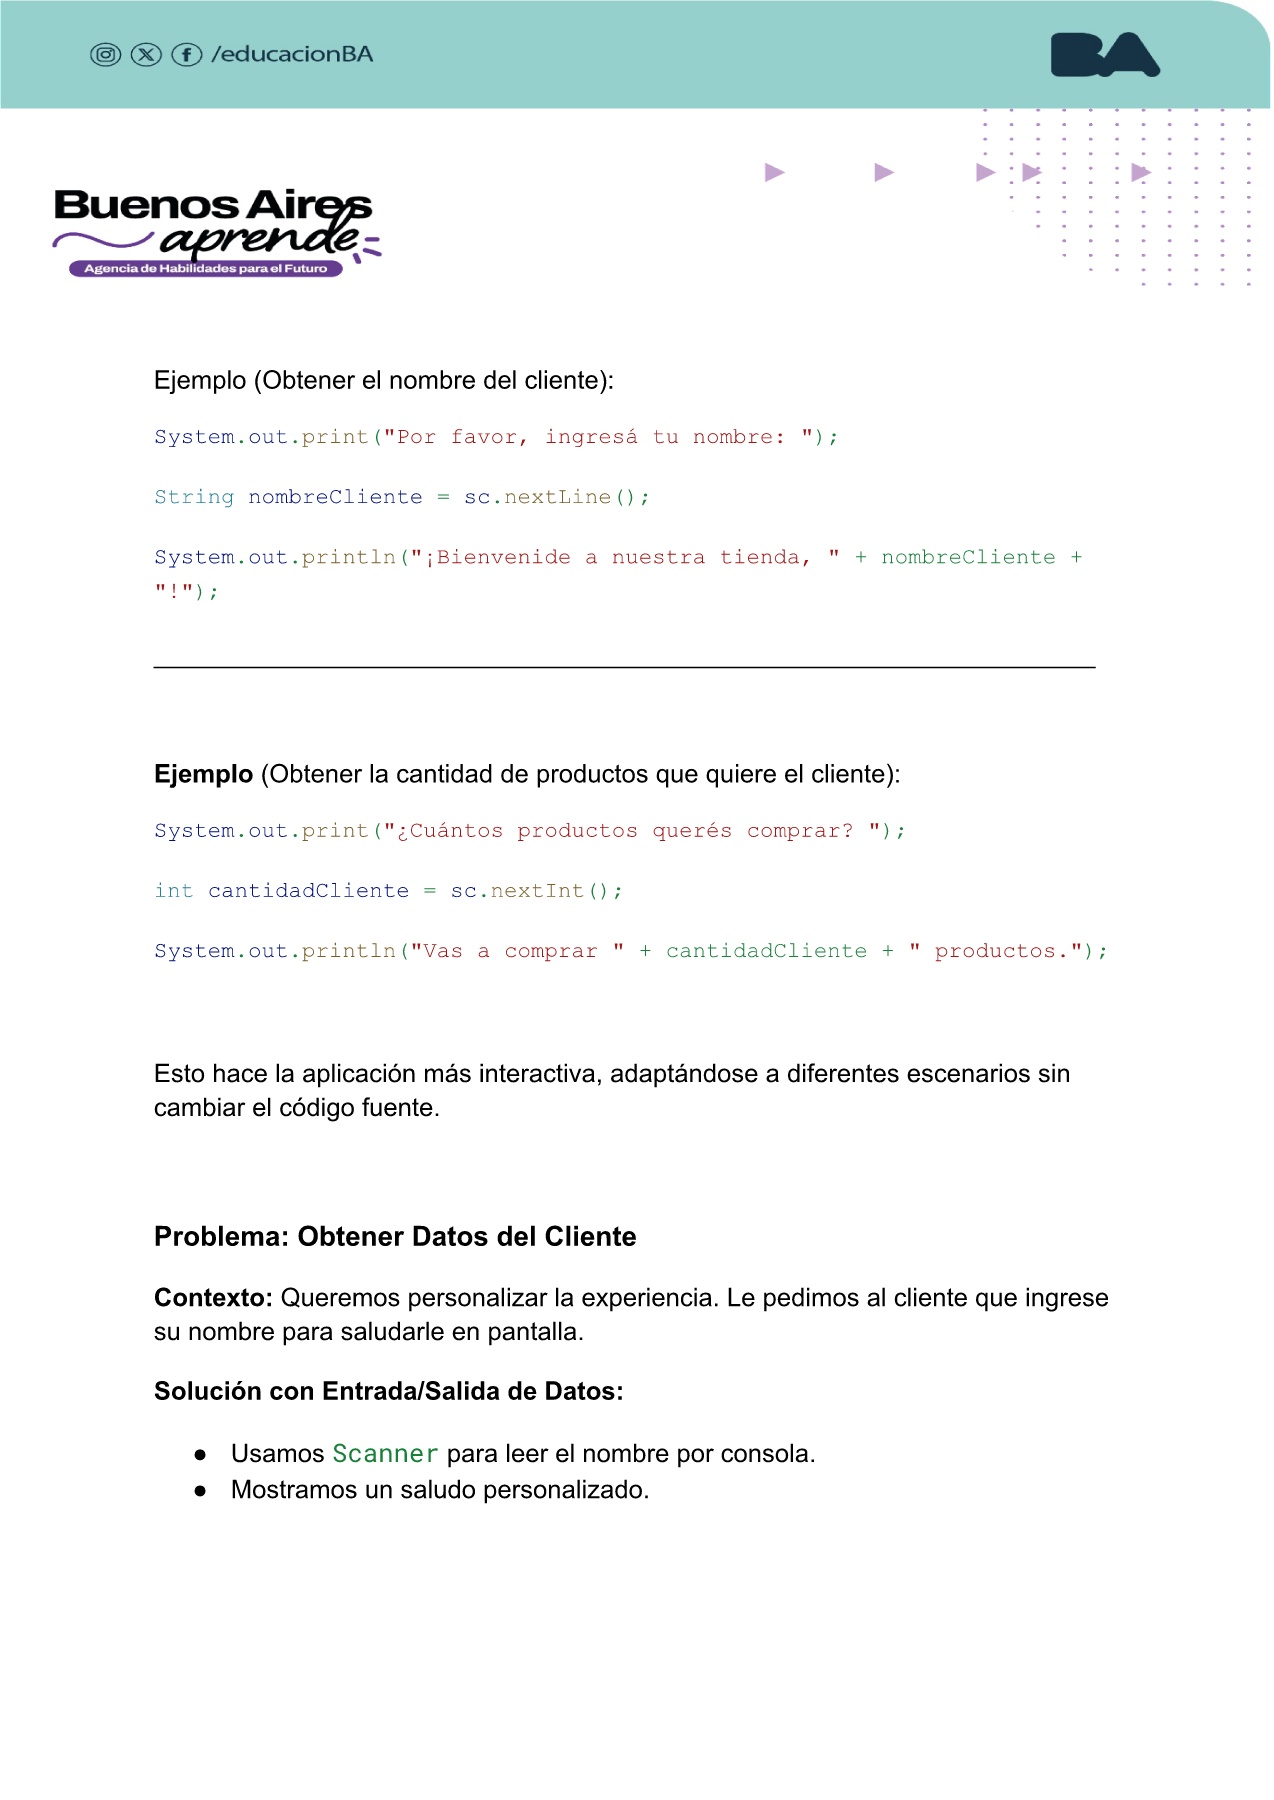 /educacionBA
BA
Buenos Aires
aprende
Agencia de Habilidades para el Futuro
Ejemplo (Obtener el nombre del cliente):
System.out.print("Por favor, ingresá tu nombre: ");
String nombreCliente = sc.nextLine();
System.out.println("¡Bienvenide a nuestra tienda, " + nombreCliente +
"!");
Ejemplo (Obtener la cantidad de productos que quiere el cliente):
System.out.print("¿Cuántos productos querés comprar? ");
int cantidadCliente = sc.nextInt();
System.out.println("Vas a comprar " + cantidadCliente + " productos.");
Esto hace la aplicación más interactiva, adaptándose a diferentes escenarios sin
cambiar el código fuente.
Problema: Obtener Datos del Cliente
Contexto: Queremos personalizar la experiencia. Le pedimos al cliente que ingrese
su nombre para saludarle en pantalla.
Solución con Entrada/Salida de Datos:
● Usamos Scanner para leer el nombre por consola.
● Mostramos un saludo personalizado.